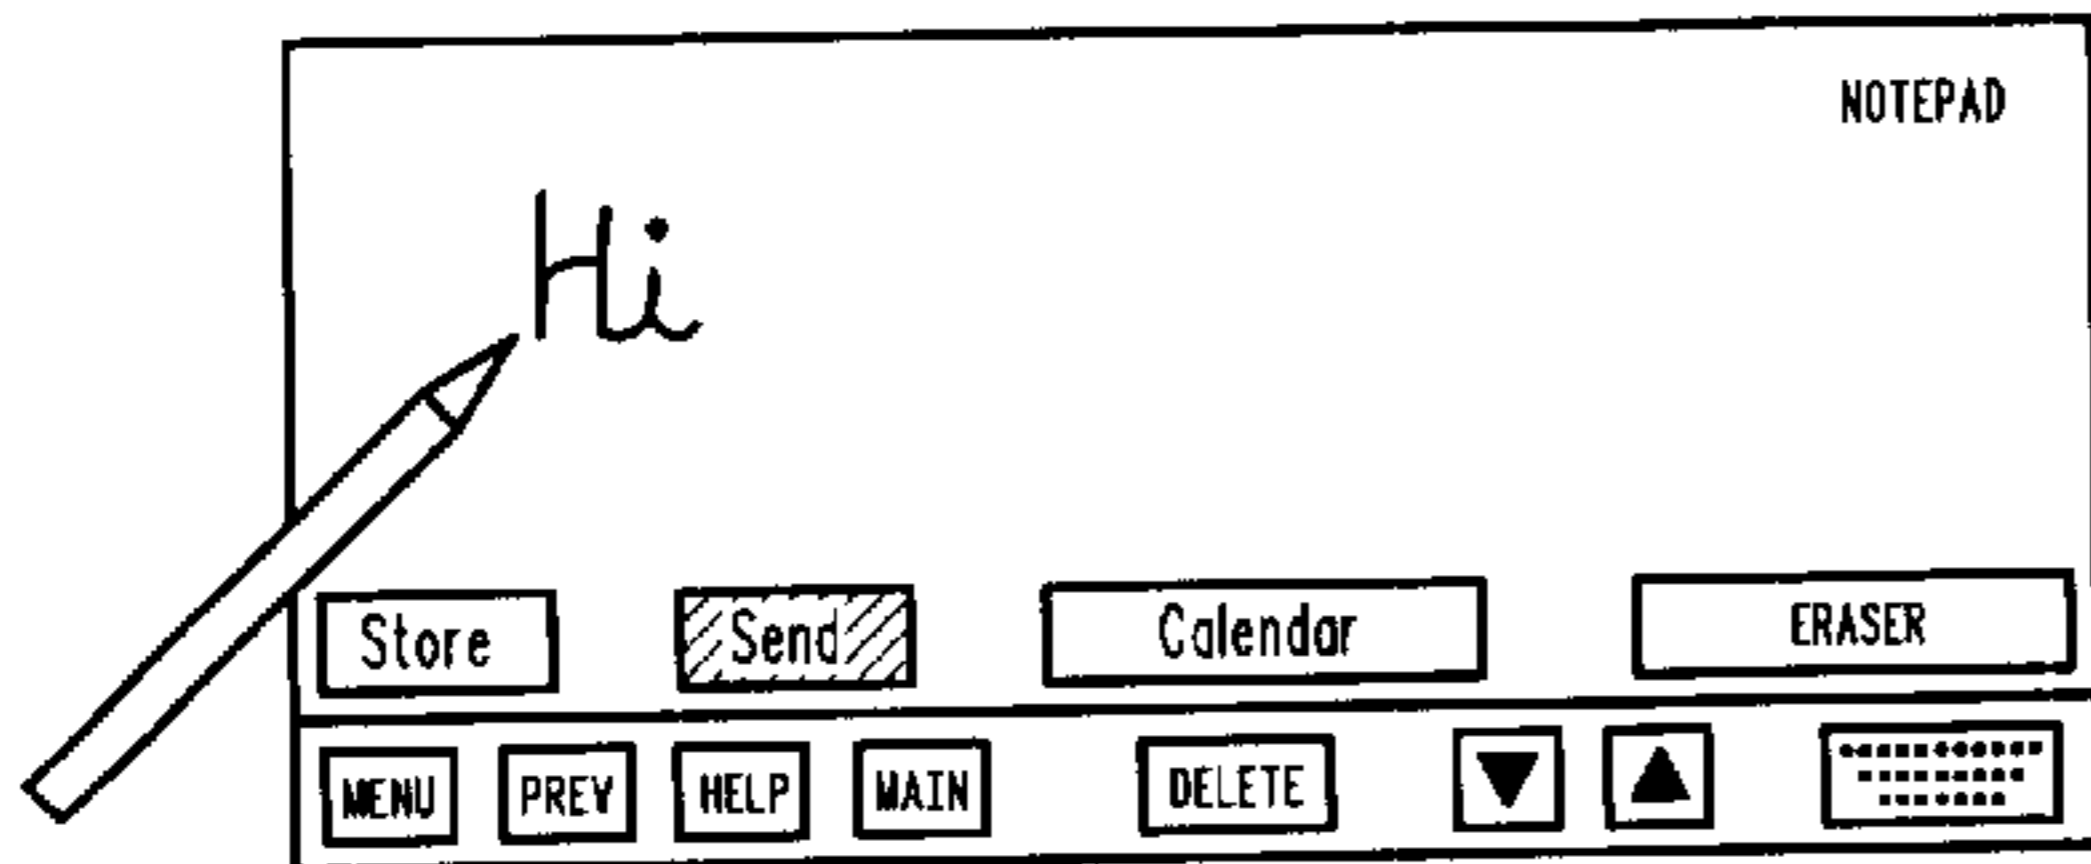 NOTEPAD
Hi
Store Send Calendar ERASER
MENU PREV HELP MAIN DELETE